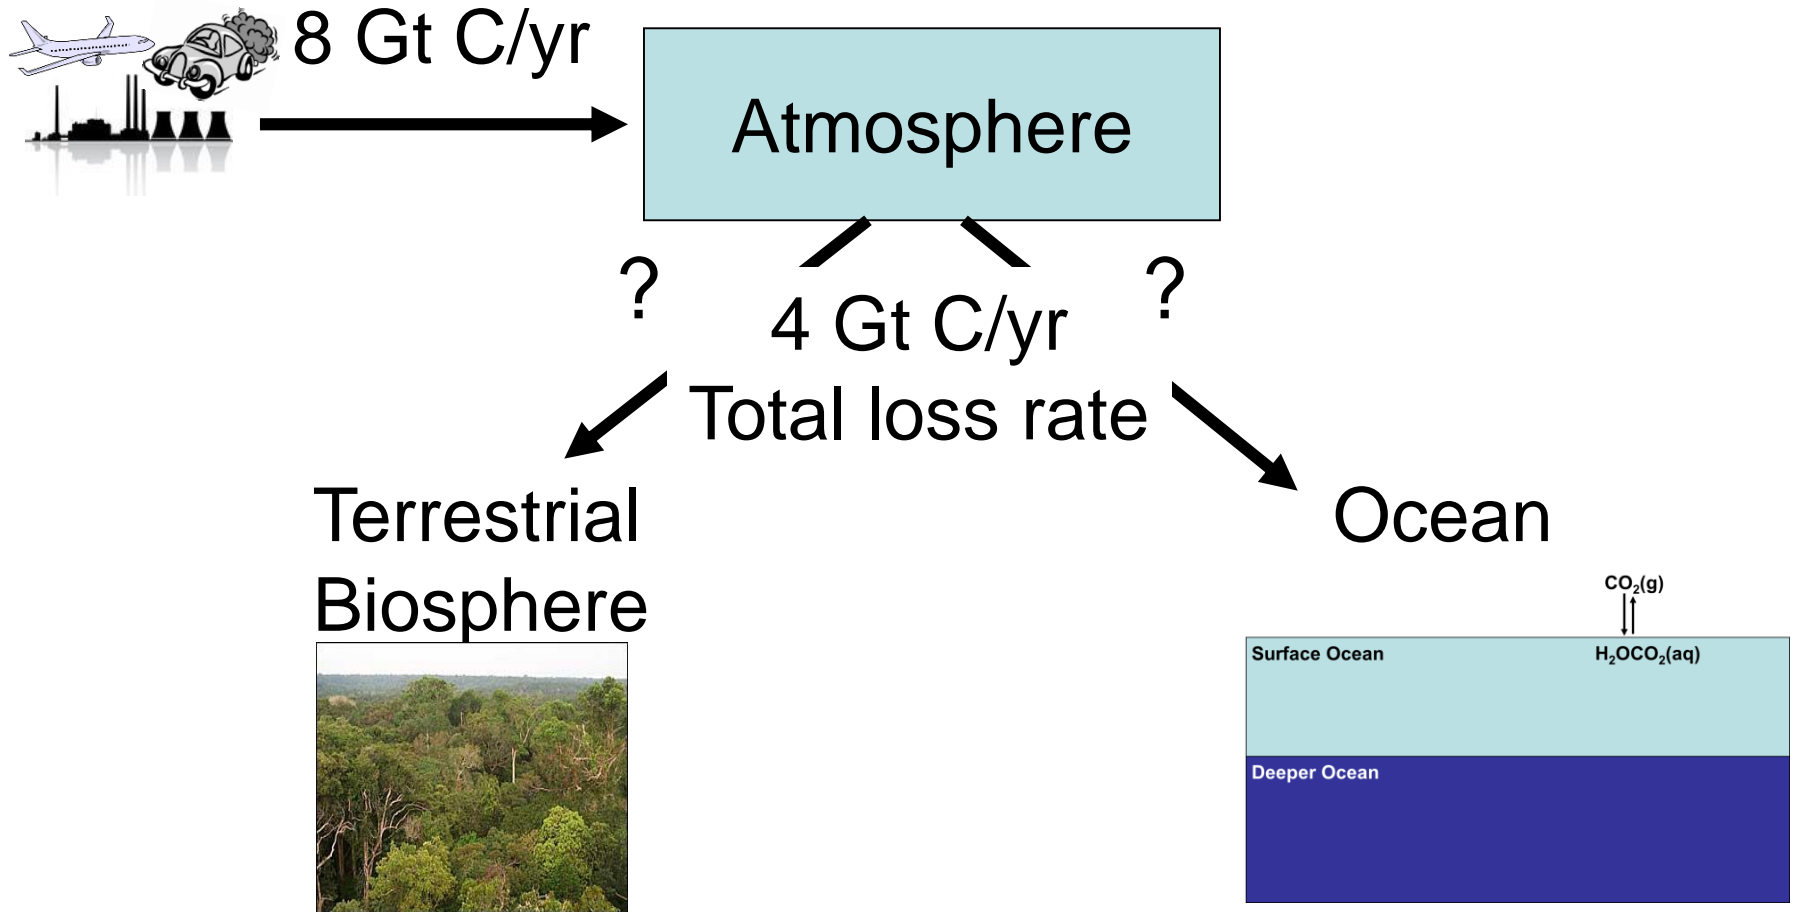 8 Gt C/yr
Atmosphere
?
?
4 Gt C/yr
Total loss rate
Terrestrial
Biosphere
Ocean
CO₂(g)
Surface Ocean
H₂OCO₂(aq)
Deeper Ocean